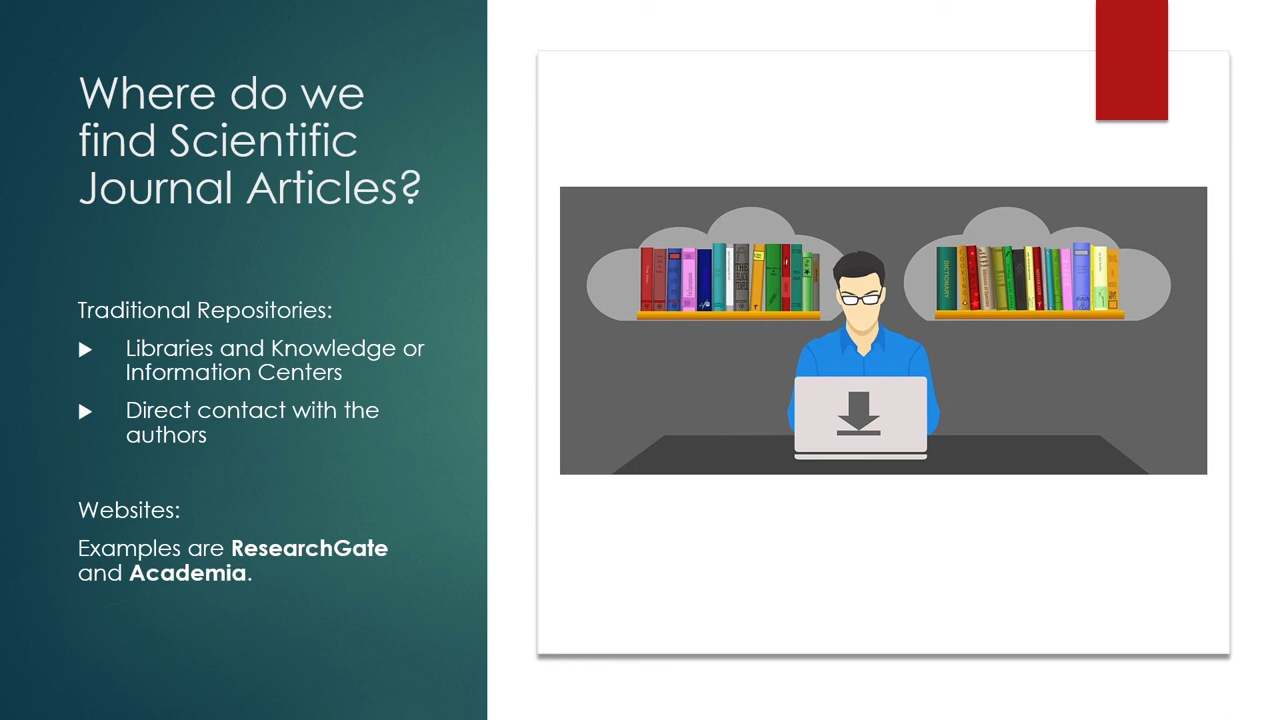 Where do we
find Scientific
Journal Articles?
Traditional Repositories:
Libraries and Knowledge or
Information Centers
Direct contact with the
authors
Websites:
Examples are ResearchGate
and Academia.
DICTIONARY